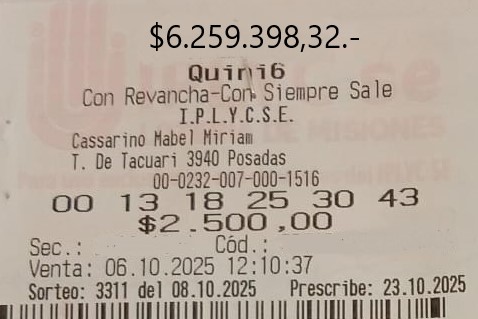 $6.259.398,32.-
Quini6
Con Revancha-Con Siempre Sale
I.P.L.Y.C.S.E.
DE MISIONES
Cassarino Mabel Miriam
T. De Tacuari 3940 Posadas
00-0232-007-000-1516
00 13 18 25 30 43
$2.500,00
Sec.: Cód.:
Venta: 06.10.2025 12:10:37
Sorteo: 3311 del 08.10.2025 Prescribe: 23.10.2025